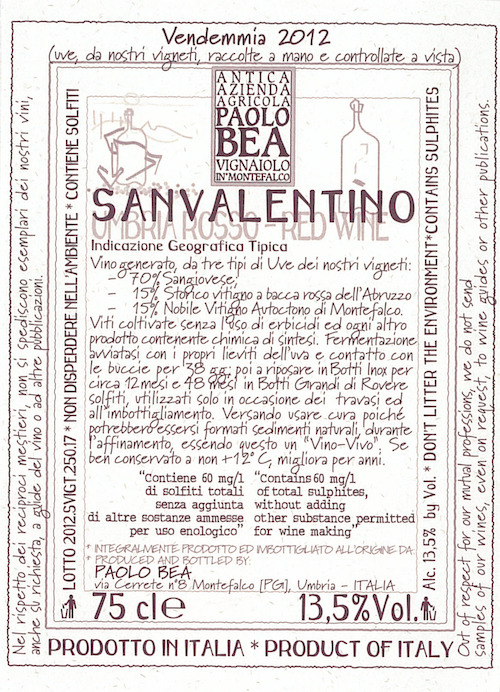 Vendemmia 2012
(uve, da nostri vigneti, raccolte a mano e controllate a vista)
ANTICA
AZIENDA
AGRICOLA
PAOLO
BEA
VIGNAIOLO
IN MONTEFALCO
SANVALENTINO
UMBRIA ROSSO - RED WINE
Indicazione Geografica Tipica
Vino generato, da tre tipi di Uve dei nostri vigneti:
- 70% Sangiovese;
- 15% Storico vitigno a bacca rossa dell'Abruzzo
- 15% Nobile Vitigno Autoctono di Montefalco.
Viti coltivate senza l'uso di erbicidi ed ogni altro
prodotto contenente chimica di sintesi. Fermentazione
avviatasi con i propri lieviti dell'uva e contatto con
le buccie per 38 gg; poi a riposare in Botti Inox per
circa 12 mesi e 48 mesi in Botti Grandi di Rovere
solfiti, utilizzati solo in occasione dei travasi ed
all'imbottigliamento. Versando usare cura poiché
potrebbero essersi formati sedimenti naturali, durante
l'affinamento, essendo questo un "Vino-Vivo". Se
ben conservato a non +12° C, migliora per anni.
"Contiene 60 mg/l
di solfiti totali
senza aggiunta
di altre sostanze ammesse
per uso enologico"
"Contains 60 mg/l
of total sulphites,
without adding
other substance permitted
for wine making"
* INTEGRALMENTE PRODOTTO ED IMBOTTIGLIATO ALL'ORIGINE DA:
* PRODUCED AND BOTTLED BY:
PAOLO BEA
via Cerrete n°8 Montefalco [PG], Umbria - ITALIA
75 cl e
13,5%Vol.
PRODOTTO IN ITALIA * PRODUCT OF ITALY
Nel rispetto dei reciproci mestieri, non si spediscono esemplari dei nostri vini,
anche su richiesta, a guide del vino o ad altre pubblicazioni.
LOTTO 2012.SVIGT.250.17 * NON DISPERDERE NELL'AMBIENTE * CONTIENE SOLFITI
Alc. 13.5% by Vol. * DON'T LITTER THE ENVIRONMENT*CONTAINS SULPHITES
Out of respect for our mutual professions, we do not send
samples of our wines, even on request, to wine guides or other publications.